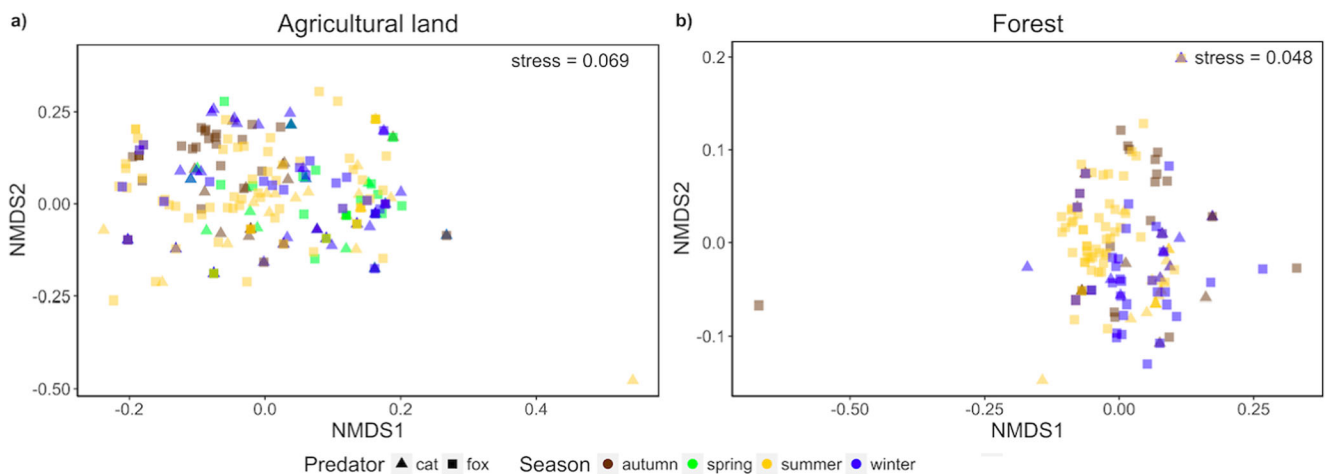 a) Agricultural land
stress = 0.069
0.25
0.00
-0.25
-0.50
NMDS2
-0.2 0.0 0.2 0.4
NMDS1
b) Forest
stress = 0.048
0.2
0.1
0.0
-0.1
NMDS2
-0.50 -0.25 0.00 0.25
NMDS1
Predator cat fox Season autumn spring summer winter